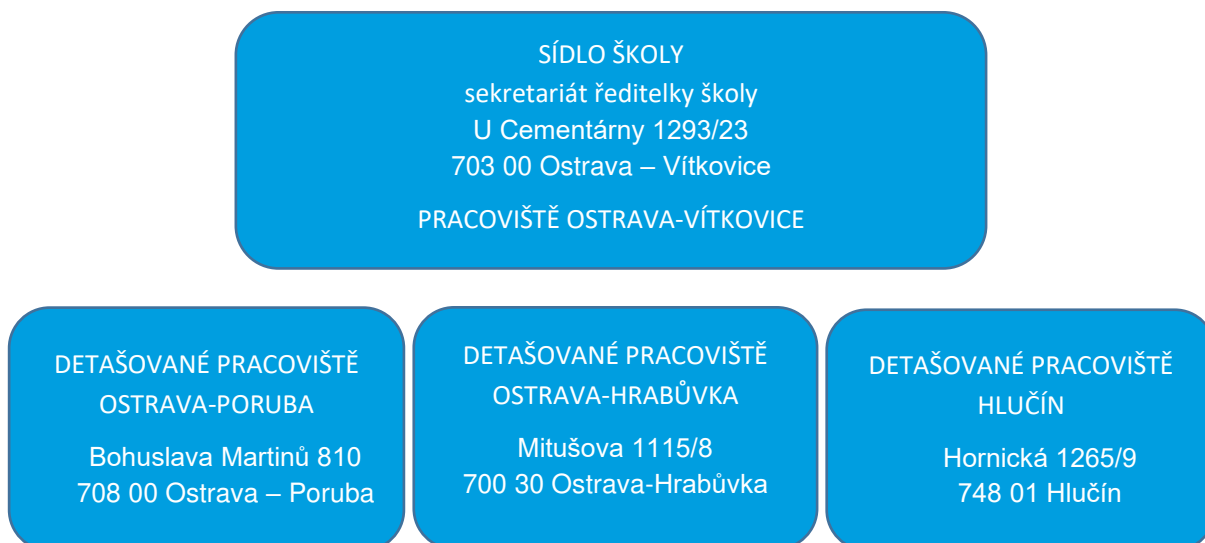 SÍDLO ŠKOLY
sekretariát ředitelky školy
U Cementárny 1293/23
703 00 Ostrava – Vítkovice
PRACOVIŠTĚ OSTRAVA-VÍTKOVICE
DETAŠOVANÉ PRACOVIŠTĚ
OSTRAVA-PORUBA
Bohuslava Martinů 810
708 00 Ostrava – Poruba
DETAŠOVANÉ PRACOVIŠTĚ
OSTRAVA-HRABŮVKA
Mitušova 1115/8
700 30 Ostrava-Hrabůvka
DETAŠOVANÉ PRACOVIŠTĚ
HLUČÍN
Hornická 1265/9
748 01 Hlučín